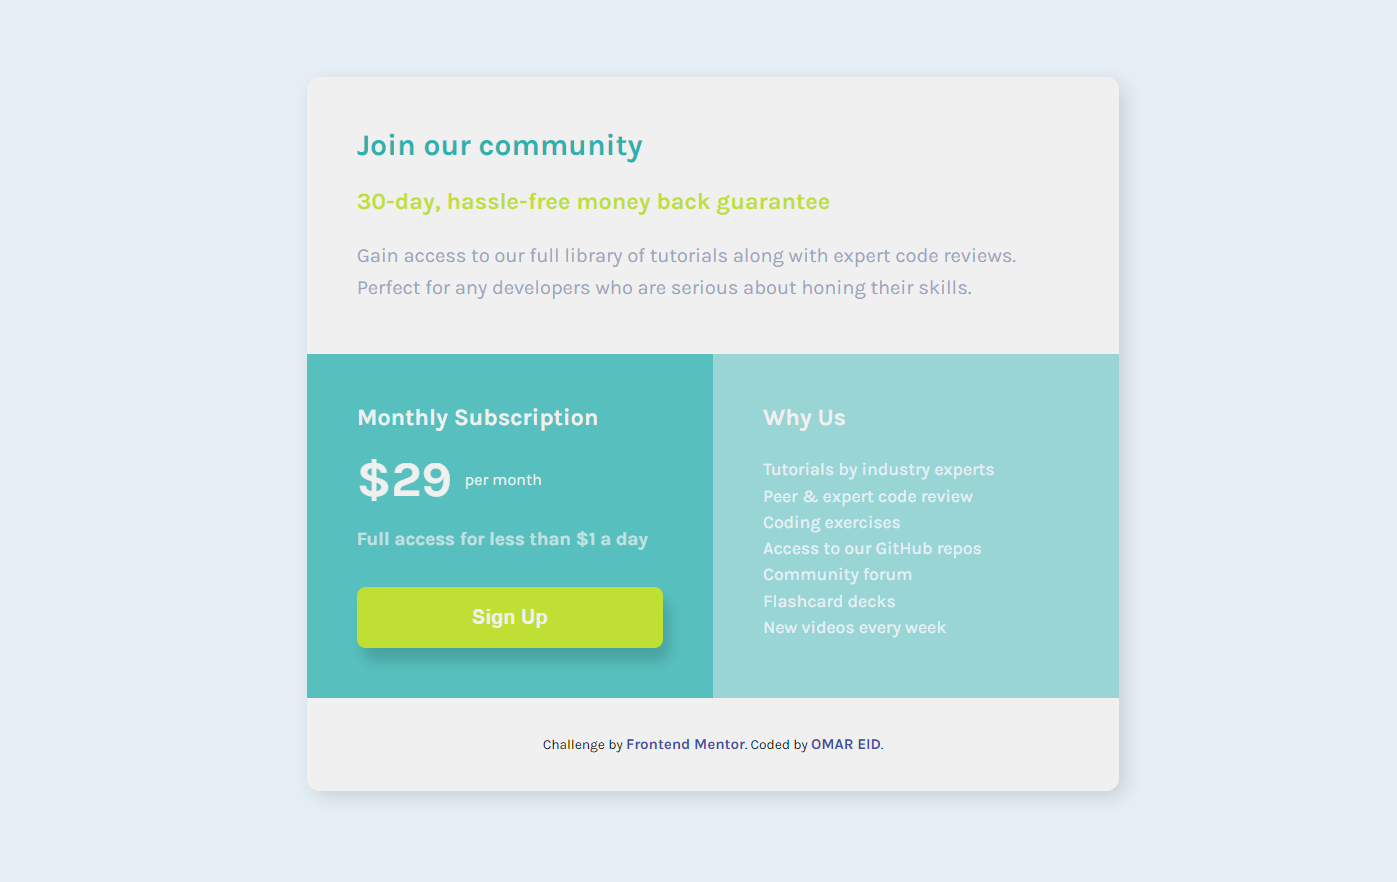 Join our community
30-day, hassle-free money back guarantee
Gain access to our full library of tutorials along with expert code reviews.
Perfect for any developers who are serious about honing their skills.
Monthly Subscription
$29 per month
Full access for less than $1 a day
Sign Up
Why Us
Tutorials by industry experts
Peer & expert code review
Coding exercises
Access to our GitHub repos
Community forum
Flashcard decks
New videos every week
Challenge by Frontend Mentor. Coded by OMAR EID.